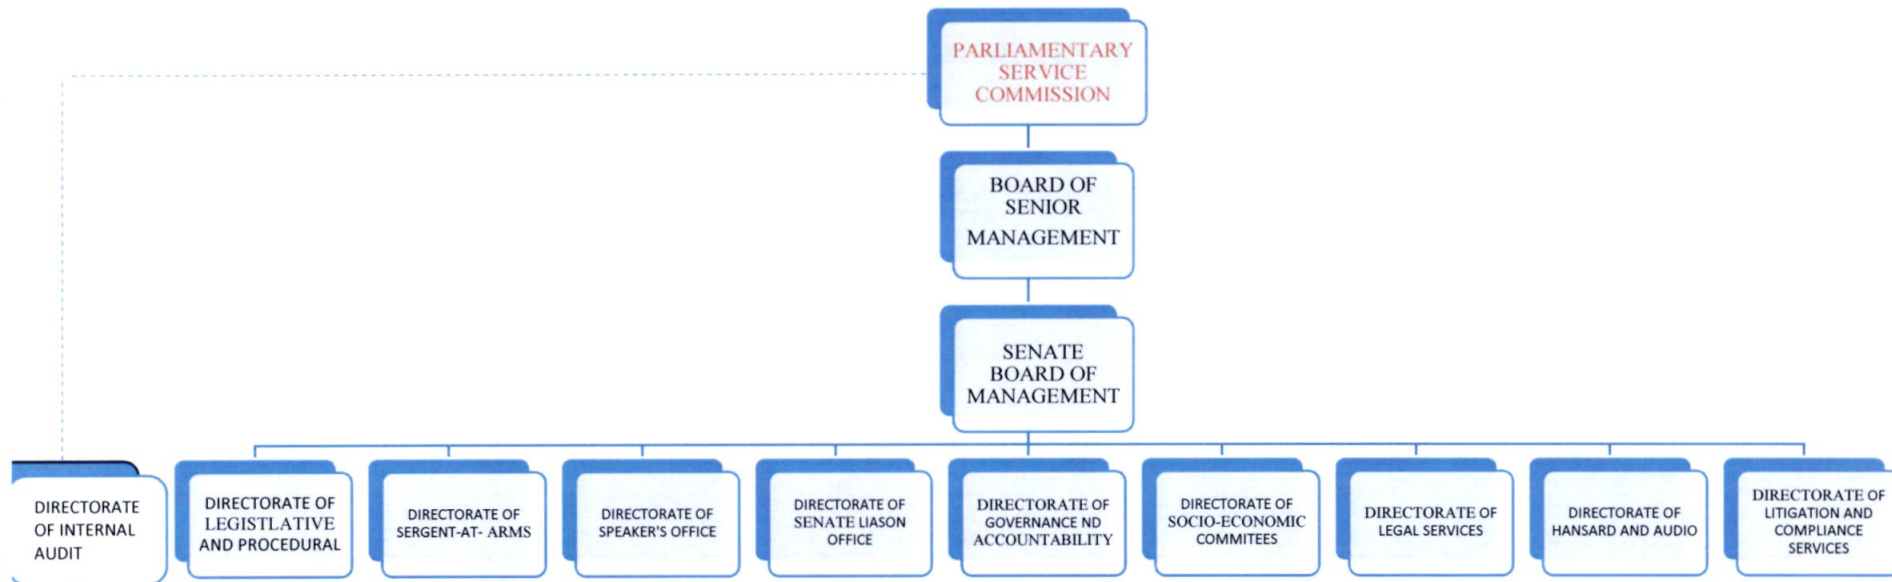 PARLIAMENTARY
SERVICE
COMMISSION
BOARD OF
SENIOR
MANAGEMENT
SENATE
BOARD OF
MANAGEMENT
DIRECTORATE
OF INTERNAL
AUDIT
DIRECTORATE OF
LEGISTLATIVE
AND PROCEDURAL
DIRECTORATE OF
SERGENT-AT- ARMS
DIRECTORATE OF
SPEAKER'S OFFICE
DIRECTORATE OF
SENATE LIASON
OFFICE
DIRECTORATE OF
GOVERNANCE ND
ACCOUNTABILITY
DIRECTORATE OF
SOCIO-ECONOMIC
COMMITEES
DIRECTORATE OF
LEGAL SERVICES
DIRECTORATE OF
HANSARD AND AUDIO
DIRECTORATE OF
LITIGATION AND
COMPLIANCE
SERVICES